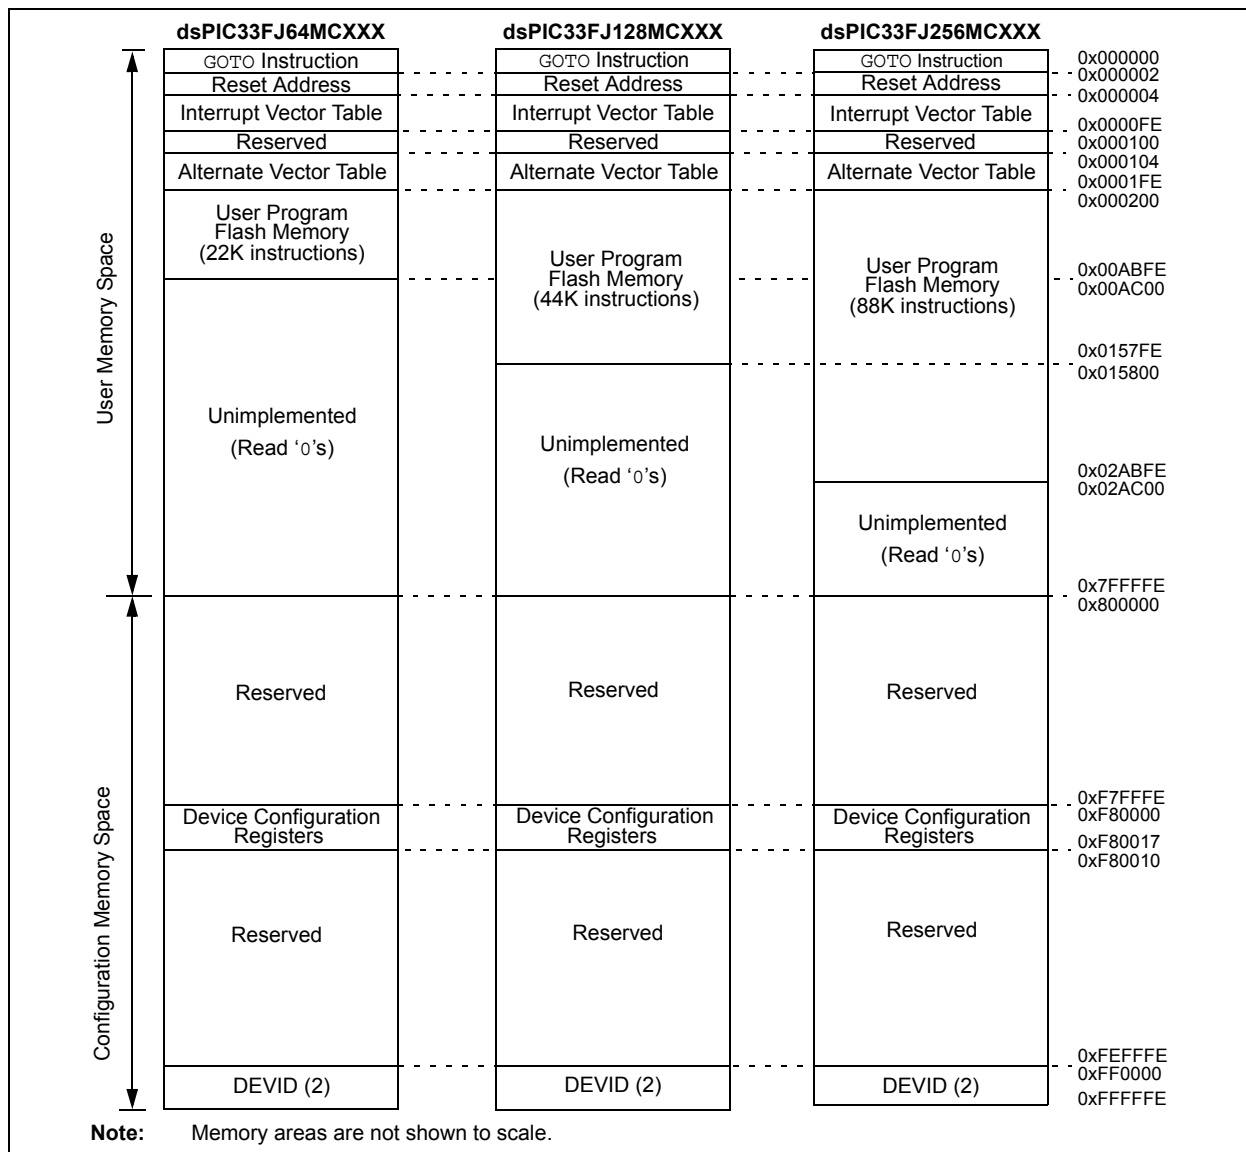 dsPIC33FJ64MCXXX
dsPIC33FJ128MCXXX
dsPIC33FJ256MCXXX
GOTO Instruction
GOTO Instruction
GOTO Instruction
0x000000
0x000002
Reset Address
Reset Address
Reset Address
0x000004
Interrupt Vector Table
Interrupt Vector Table
Interrupt Vector Table
0x0000FE
Reserved
Reserved
Reserved
0x000100
0x000104
Alternate Vector Table
Alternate Vector Table
Alternate Vector Table
0x0001FE
0x000200
User Memory Space
User Program
Flash Memory
(22K instructions)
User Program
Flash Memory
(44K instructions)
User Program
Flash Memory
(88K instructions)
0x00ABFE
0x00AC00
0x0157FE
0x015800
Unimplemented
(Read ‘0’s)
Unimplemented
(Read ‘0’s)
0x02ABFE
0x02AC00
Unimplemented
(Read ‘0’s)
0x7FFFFE
0x800000
Configuration Memory Space
Reserved
Reserved
Reserved
0xF7FFFE
0xF80000
Device Configuration
Registers
Device Configuration
Registers
Device Configuration
Registers
0xF80017
0xF80010
Reserved
Reserved
Reserved
0xFEFFFE
0xFF0000
DEVID (2)
DEVID (2)
DEVID (2)
0xFFFFFE
Note: Memory areas are not shown to scale.